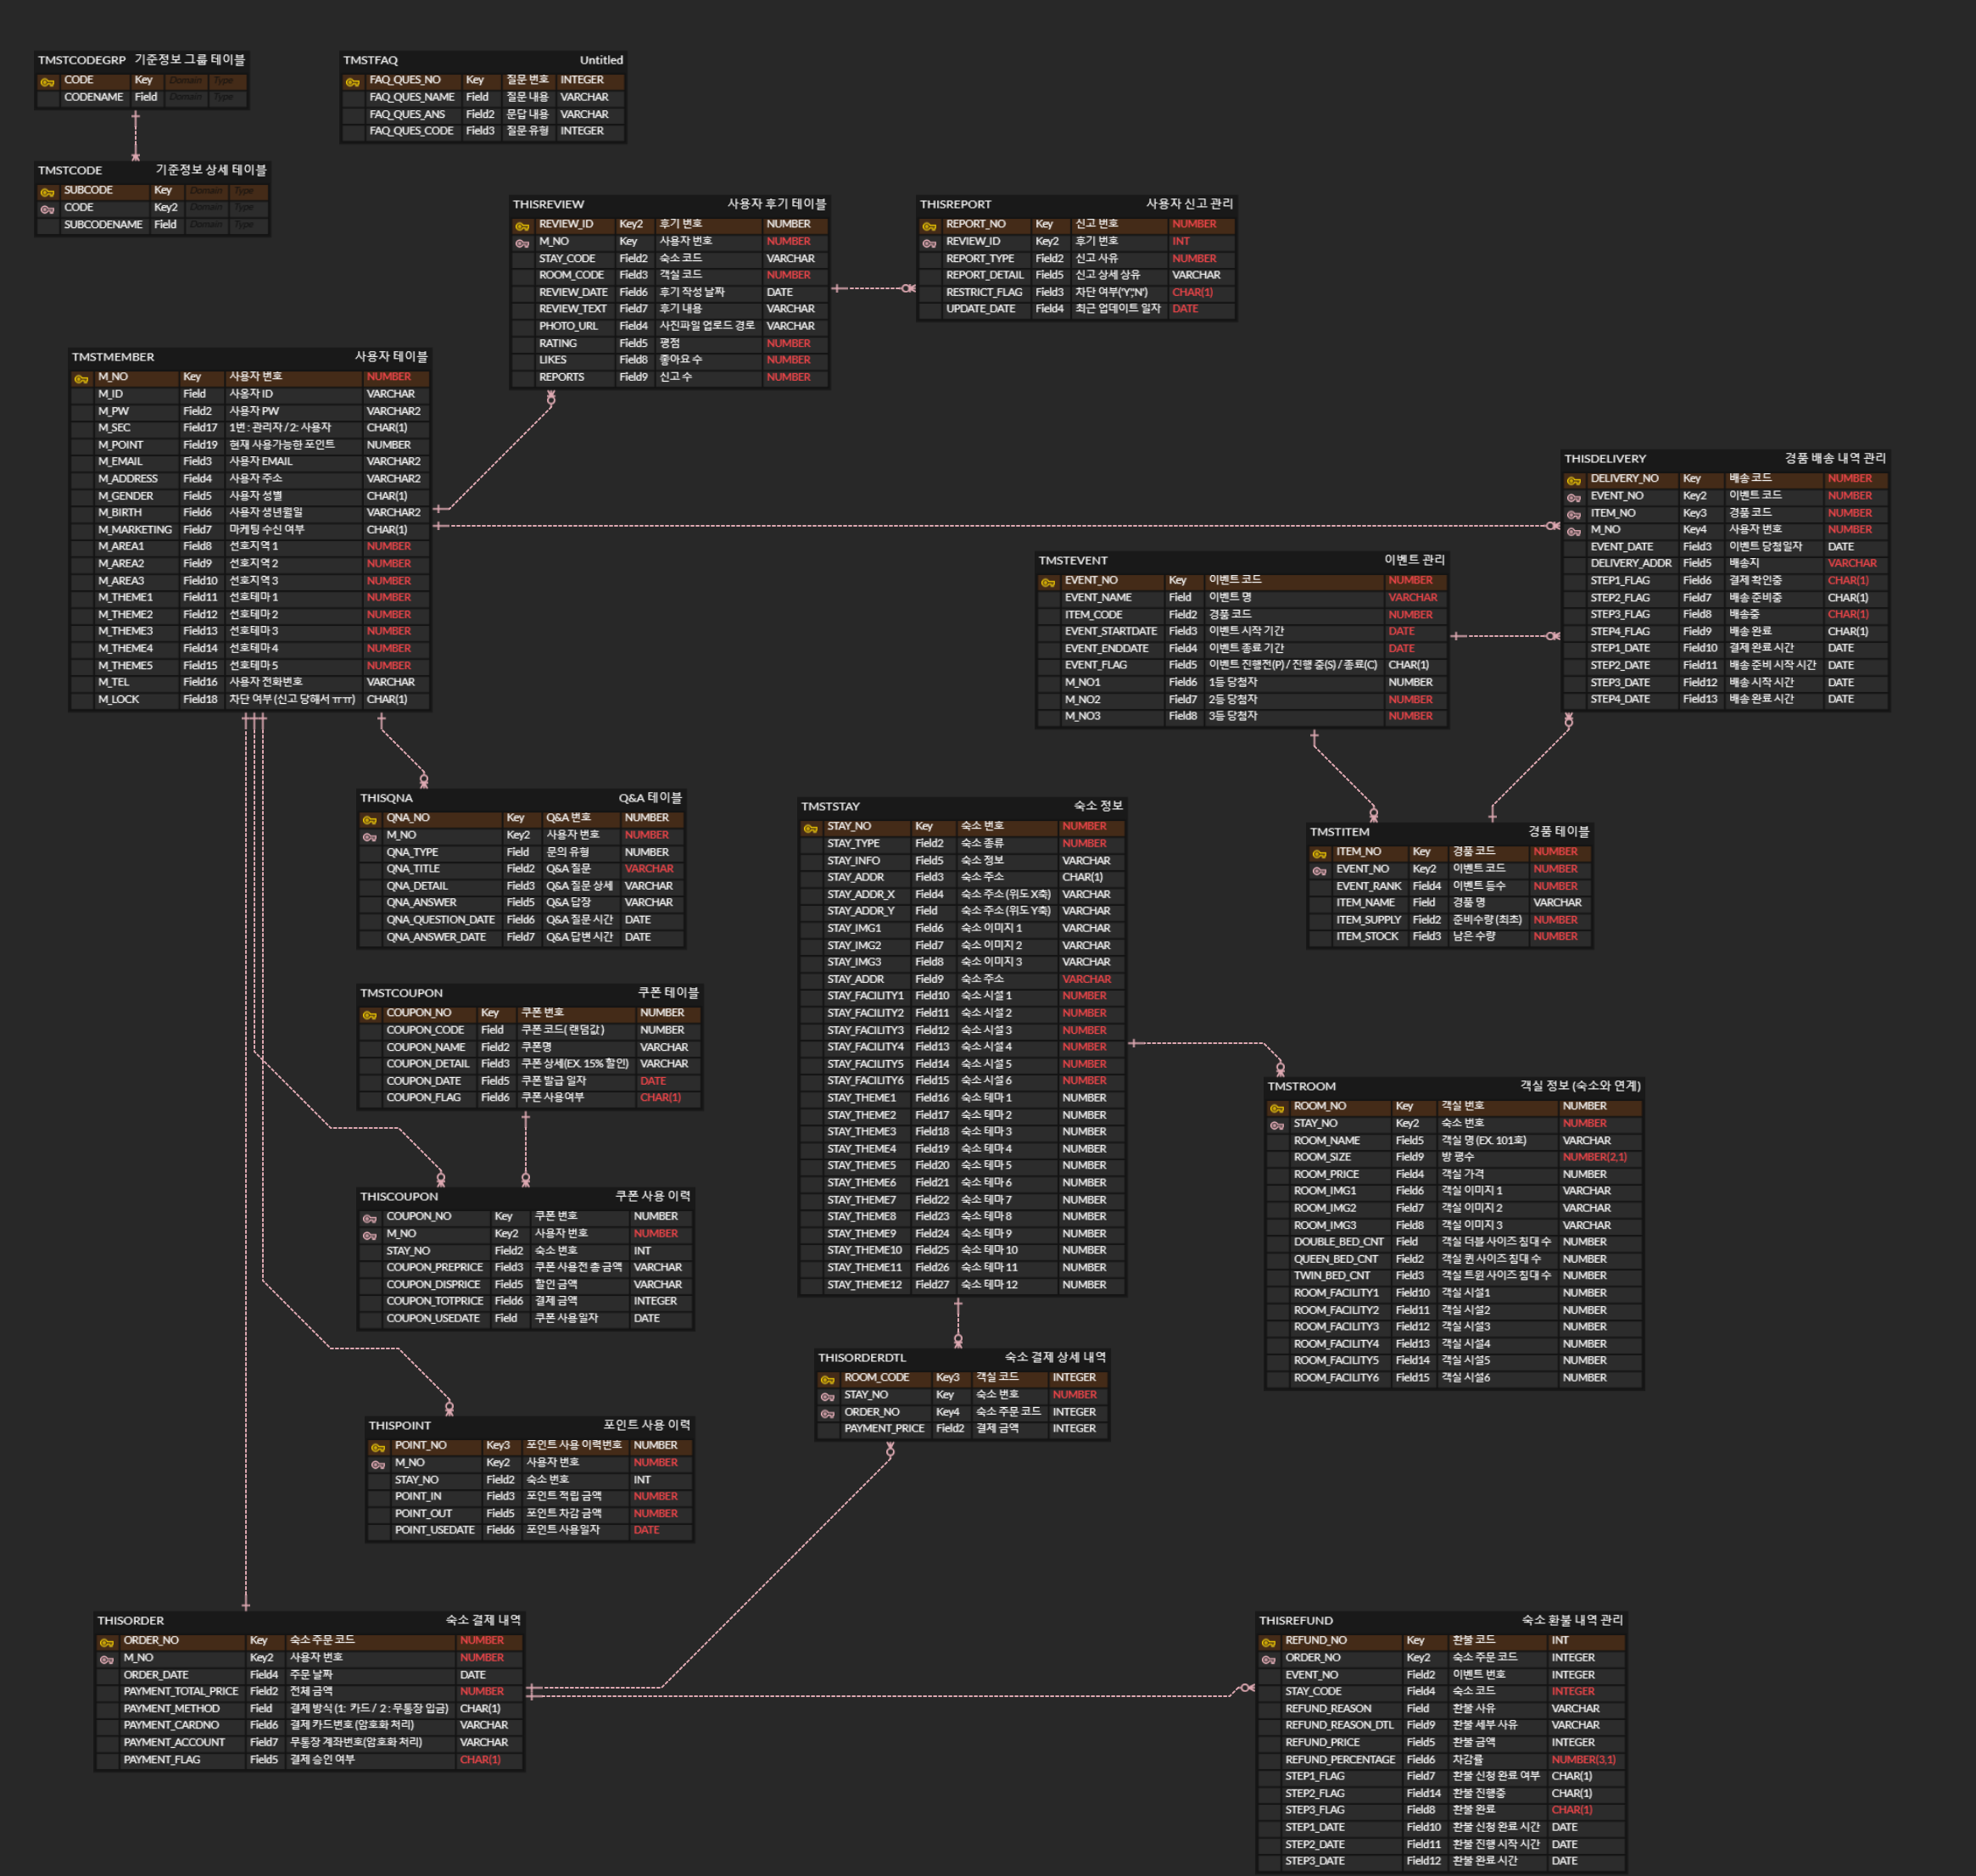 TMSTCODEGRP 기준정보 그룹 테이블
CODE Key Domain Type
CODENAME Field Domain Type
TMSTFAQ Untitled
FAQ_QUES_NO Key 질문 번호 INTEGER
FAQ_QUES_NAME Field 질문 내용 VARCHAR
FAQ_QUES_ANS Field2 문답 내용 VARCHAR
FAQ_QUES_CODE Field3 질문 유형 INTEGER
TMSTCODE 기준정보 상세 테이블
SUBCODE Key Domain Type
CODE Key2 Domain Type
SUBCODENAME Field Domain Type
THISREVIEW 사용자 후기 테이블
REVIEW_ID Key2 후기 번호 NUMBER
M_NO Key 사용자 번호 NUMBER
STAY_CODE Field2 숙소 코드 VARCHAR
ROOM_CODE Field3 객실 코드 NUMBER
REVIEW_DATE Field6 후기 작성 날짜 DATE
REVIEW_TEXT Field7 후기 내용 VARCHAR
PHOTO_URL Field4 사진파일 업로드 경로 VARCHAR
RATING Field5 평점 NUMBER
LIKES Field8 좋아요 수 NUMBER
REPORTS Field9 신고 수 NUMBER
THISREPORT 사용자 신고 관리
REPORT_NO Key 신고 번호 NUMBER
REVIEW_ID Key2 후기 번호 INT
REPORT_TYPE Field2 신고 사유 NUMBER
REPORT_DETAIL Field5 신고 상세 상유 VARCHAR
RESTRICT_FLAG Field3 차단 여부('Y','N') CHAR(1)
UPDATE_DATE Field4 최근 업데이트 일자 DATE
TMSTMEMBER 사용자 테이블
M_NO Key 사용자 번호 NUMBER
M_ID Field 사용자 ID VARCHAR
M_PW Field2 사용자 PW VARCHAR2
M_SEC Field17 1번 : 관리자 / 2: 사용자 CHAR(1)
M_POINT Field19 현재 사용가능한 포인트 NUMBER
M_EMAIL Field3 사용자 EMAIL VARCHAR2
M_ADDRESS Field4 사용자 주소 VARCHAR2
M_GENDER Field5 사용자 성별 CHAR(1)
M_BIRTH Field6 사용자 생년월일 VARCHAR2
M_MARKETING Field7 마케팅 수신 여부 CHAR(1)
M_AREA1 Field8 선호지역 1 NUMBER
M_AREA2 Field9 선호지역 2 NUMBER
M_AREA3 Field10 선호지역 3 NUMBER
M_THEME1 Field11 선호테마 1 NUMBER
M_THEME2 Field12 선호테마 2 NUMBER
M_THEME3 Field13 선호테마 3 NUMBER
M_THEME4 Field14 선호테마 4 NUMBER
M_THEME5 Field15 선호테마 5 NUMBER
M_TEL Field16 사용자 전화번호 VARCHAR
M_LOCK Field18 차단 여부 (신고 당해서 ㅠㅠ) CHAR(1)
THISDELIVERY 경품 배송 내역 관리
DELIVERY_NO Key 배송 코드 NUMBER
EVENT_NO Key2 이벤트 코드 NUMBER
ITEM_NO Key3 경품 코드 NUMBER
M_NO Key4 사용자 번호 NUMBER
EVENT_DATE Field3 이벤트 당첨일자 DATE
DELIVERY_ADDR Field5 배송지 VARCHAR
STEP1_FLAG Field6 결제 확인중 CHAR(1)
STEP2_FLAG Field7 배송 준비중 CHAR(1)
STEP3_FLAG Field8 배송중 CHAR(1)
STEP4_FLAG Field9 배송 완료 CHAR(1)
STEP1_DATE Field10 결제 완료 시간 DATE
STEP2_DATE Field11 배송 준비 시작 시간 DATE
STEP3_DATE Field12 배송 시작 시간 DATE
STEP4_DATE Field13 배송 완료 시간 DATE
TMSTEVENT 이벤트 관리
EVENT_NO Key 이벤트 코드 NUMBER
EVENT_NAME Field 이벤트 명 VARCHAR
ITEM_CODE Field2 경품 코드 NUMBER
EVENT_STARTDATE Field3 이벤트 시작 기간 DATE
EVENT_ENDDATE Field4 이벤트 종료 기간 DATE
EVENT_FLAG Field5 이벤트 진행전(P) / 진행 중(S) / 종료(C) CHAR(1)
M_NO1 Field6 1등 당첨자 NUMBER
M_NO2 Field7 2등 당첨자 NUMBER
M_NO3 Field8 3등 당첨자 NUMBER
THISQNA Q&A 테이블
QNA_NO Key Q&A 번호 NUMBER
M_NO Key2 사용자 번호 NUMBER
QNA_TYPE Field 문의 유형 NUMBER
QNA_TITLE Field2 Q&A 질문 VARCHAR
QNA_DETAIL Field3 Q&A 질문 상세 VARCHAR
QNA_ANSWER Field5 Q&A 답장 VARCHAR
QNA_QUESTION_DATE Field6 Q&A 질문 시간 DATE
QNA_ANSWER_DATE Field7 Q&A 답변 시간 DATE
TMSTSTAY 숙소 정보
STAY_NO Key 숙소 번호 NUMBER
STAY_TYPE Field2 숙소 종류 NUMBER
STAY_INFO Field5 숙소 정보 VARCHAR
STAY_ADDR Field3 숙소 주소 CHAR(1)
STAY_ADDR_X Field4 숙소 주소 (위도 X축) VARCHAR
STAY_ADDR_Y Field 숙소 주소 (위도 Y축) VARCHAR
STAY_IMG1 Field6 숙소 이미지 1 VARCHAR
STAY_IMG2 Field7 숙소 이미지 2 VARCHAR
STAY_IMG3 Field8 숙소 이미지 3 VARCHAR
STAY_ADDR Field9 숙소 주소 VARCHAR
STAY_FACILITY1 Field10 숙소 시설 1 NUMBER
STAY_FACILITY2 Field11 숙소 시설 2 NUMBER
STAY_FACILITY3 Field12 숙소 시설 3 NUMBER
STAY_FACILITY4 Field13 숙소 시설 4 NUMBER
STAY_FACILITY5 Field14 숙소 시설 5 NUMBER
STAY_FACILITY6 Field15 숙소 시설 6 NUMBER
STAY_THEME1 Field16 숙소 테마 1 NUMBER
STAY_THEME2 Field17 숙소 테마 2 NUMBER
STAY_THEME3 Field18 숙소 테마 3 NUMBER
STAY_THEME4 Field19 숙소 테마 4 NUMBER
STAY_THEME5 Field20 숙소 테마 5 NUMBER
STAY_THEME6 Field21 숙소 테마 6 NUMBER
STAY_THEME7 Field22 숙소 테마 7 NUMBER
STAY_THEME8 Field23 숙소 테마 8 NUMBER
STAY_THEME9 Field24 숙소 테마 9 NUMBER
STAY_THEME10 Field25 숙소 테마 10 NUMBER
STAY_THEME11 Field26 숙소 테마 11 NUMBER
STAY_THEME12 Field27 숙소 테마 12 NUMBER
TMSTITEM 경품 테이블
ITEM_NO Key 경품 코드 NUMBER
EVENT_NO Key2 이벤트 코드 NUMBER
EVENT_RANK Field4 이벤트 등수 NUMBER
ITEM_NAME Field 경품 명 VARCHAR
ITEM_SUPPLY Field2 준비수량 (최초) NUMBER
ITEM_STOCK Field3 남은 수량 NUMBER
TMSTCOUPON 쿠폰 테이블
COUPON_NO Key 쿠폰 번호 NUMBER
COUPON_CODE Field 쿠폰 코드( 랜덤값 ) NUMBER
COUPON_NAME Field2 쿠폰명 VARCHAR
COUPON_DETAIL Field3 쿠폰 상세(EX. 15% 할인) VARCHAR
COUPON_DATE Field5 쿠폰 발급 일자 DATE
COUPON_FLAG Field6 쿠폰 사용여부 CHAR(1)
TMSTROOM 객실 정보 (숙소와 연계)
ROOM_NO Key 객실 번호 NUMBER
STAY_NO Key2 숙소 번호 NUMBER
ROOM_NAME Field5 객실 명 (EX. 101호) VARCHAR
ROOM_SIZE Field9 방 평수 NUMBER(2,1)
ROOM_PRICE Field4 객실 가격 NUMBER
ROOM_IMG1 Field6 객실 이미지 1 VARCHAR
ROOM_IMG2 Field7 객실 이미지 2 VARCHAR
ROOM_IMG3 Field8 객실 이미지 3 VARCHAR
DOUBLE_BED_CNT Field 객실 더블 사이즈 침대 수 NUMBER
QUEEN_BED_CNT Field2 객실 퀸 사이즈 침대 수 NUMBER
TWIN_BED_CNT Field3 객실 트윈 사이즈 침대 수 NUMBER
ROOM_FACILITY1 Field10 객실 시설1 NUMBER
ROOM_FACILITY2 Field11 객실 시설2 NUMBER
ROOM_FACILITY3 Field12 객실 시설3 NUMBER
ROOM_FACILITY4 Field13 객실 시설4 NUMBER
ROOM_FACILITY5 Field14 객실 시설5 NUMBER
ROOM_FACILITY6 Field15 객실 시설6 NUMBER
THISCOUPON 쿠폰 사용 이력
COUPON_NO Key 쿠폰 번호 NUMBER
M_NO Key2 사용자 번호 NUMBER
STAY_NO Field2 숙소 번호 INT
COUPON_PREPRICE Field3 쿠폰 사용전 총 금액 VARCHAR
COUPON_DISPRICE Field5 할인 금액 VARCHAR
COUPON_TOTPRICE Field6 결제 금액 INTEGER
COUPON_USEDATE Field 쿠폰 사용일자 DATE
THISORDERDTL 숙소 결제 상세 내역
ROOM_CODE Key3 객실 코드 INTEGER
STAY_NO Key 숙소 번호 NUMBER
ORDER_NO Key4 숙소 주문 코드 INTEGER
PAYMENT_PRICE Field2 결제 금액 INTEGER
THISPOINT 포인트 사용 이력
POINT_NO Key3 포인트 사용 이력번호 NUMBER
M_NO Key2 사용자 번호 NUMBER
STAY_NO Field2 숙소 번호 INT
POINT_IN Field3 포인트 적립 금액 NUMBER
POINT_OUT Field5 포인트 차감 금액 NUMBER
POINT_USEDATE Field6 포인트 사용일자 DATE
THISORDER 숙소 결제 내역
ORDER_NO Key 숙소 주문 코드 NUMBER
M_NO Key2 사용자 번호 NUMBER
ORDER_DATE Field4 주문 날짜 DATE
PAYMENT_TOTAL_PRICE Field2 전체 금액 NUMBER
PAYMENT_METHOD Field 결제 방식 (1: 카드 / 2 : 무통장 입금) CHAR(1)
PAYMENT_CARDNO Field6 결제 카드번호 (암호화 처리) VARCHAR
PAYMENT_ACCOUNT Field7 무통장 계좌번호(암호화 처리) VARCHAR
PAYMENT_FLAG Field5 결제 승인 여부 CHAR(1)
THISREFUND 숙소 환불 내역 관리
REFUND_NO Key 환불 코드 INT
ORDER_NO Key2 숙소 주문 코드 INTEGER
EVENT_NO Field2 이벤트 번호 INTEGER
STAY_CODE Field4 숙소 코드 INTEGER
REFUND_REASON Field 환불 사유 VARCHAR
REFUND_REASON_DTL Field9 환불 세부 사유 VARCHAR
REFUND_PRICE Field5 환불 금액 INTEGER
REFUND_PERCENTAGE Field6 차감률 NUMBER(3,1)
STEP1_FLAG Field7 환불 신청 완료 여부 CHAR(1)
STEP2_FLAG Field14 환불 진행중 CHAR(1)
STEP3_FLAG Field8 환불 완료 CHAR(1)
STEP1_DATE Field10 환불 신청 완료 시간 DATE
STEP2_DATE Field11 환불 진행 시작 시간 DATE
STEP3_DATE Field12 환불 완료 시간 DATE